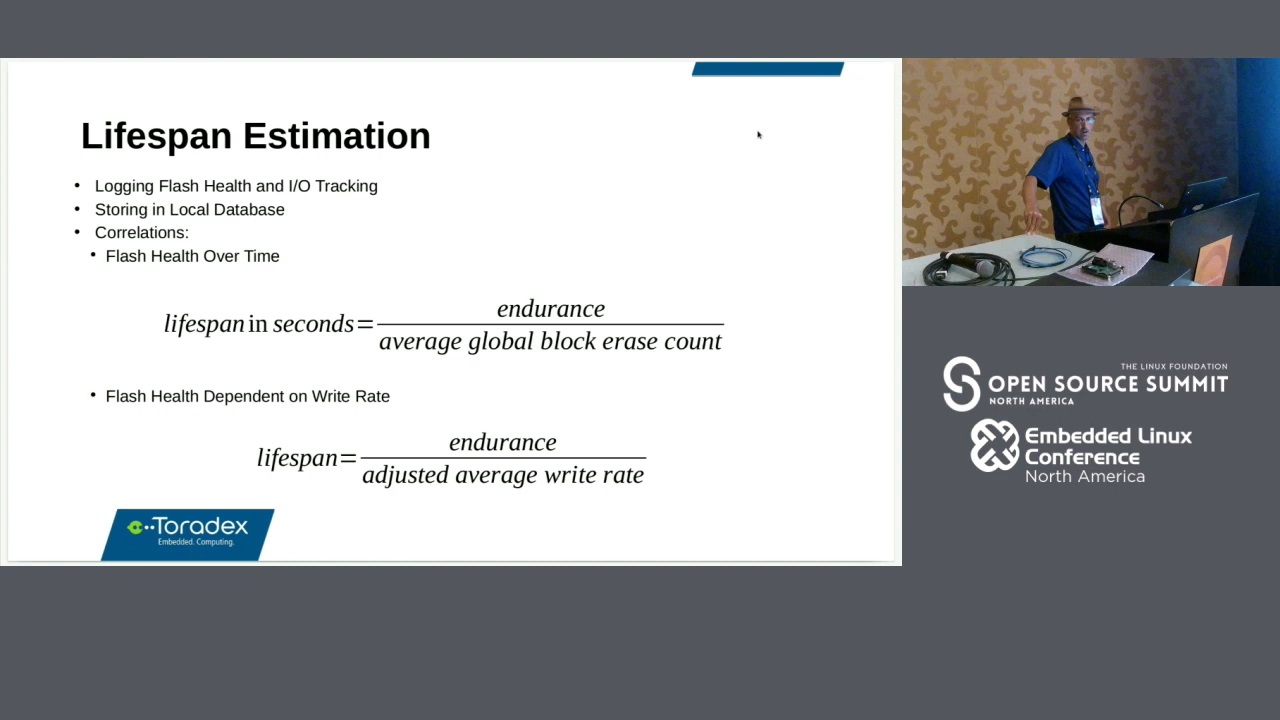 Lifespan Estimation
• Logging Flash Health and I/O Tracking
• Storing in Local Database
• Correlations:
• Flash Health Over Time
lifespan in seconds=
endurance
average global block erase count
• Flash Health Dependent on Write Rate
lifespan=
endurance
adjusted average write rate
Toradex
Embedded. Computing.
THE LINUX FOUNDATION
OPEN SOURCE SUMMIT
NORTH AMERICA
Embedded Linux
Conference
North America